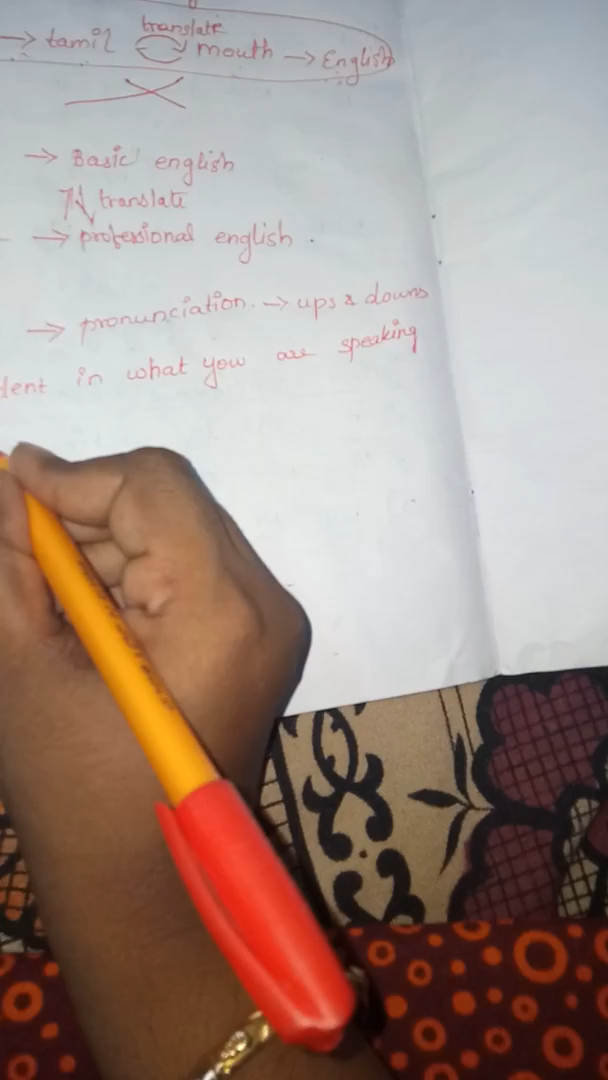 translate
→ tamil mouth → English
→ Basic english
translate
→ professional english .
→ pronunciation. → ups & downs
dent in what you are speaking